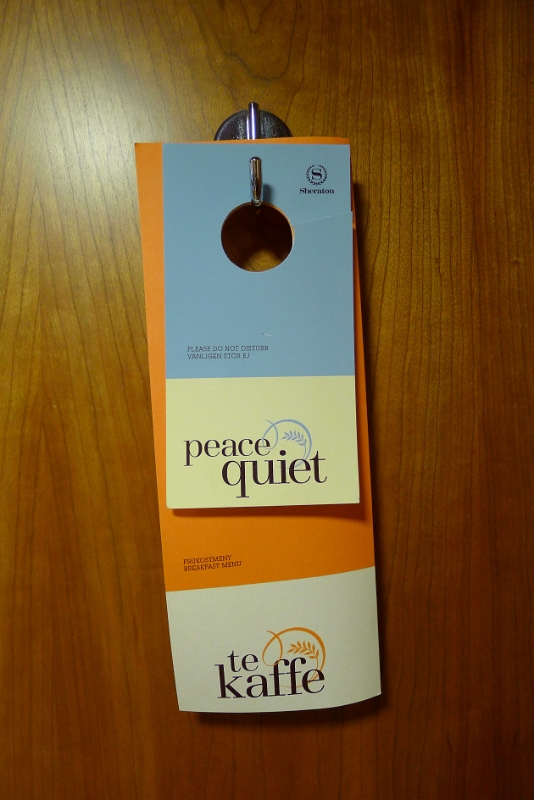 S
Sheraton
PLEASE DO NOT DISTURB
VÄNLIGEN STÖR EJ
peace
quiet
FRUKOSTMENY
BREAKFAST MENU
te
kaffe